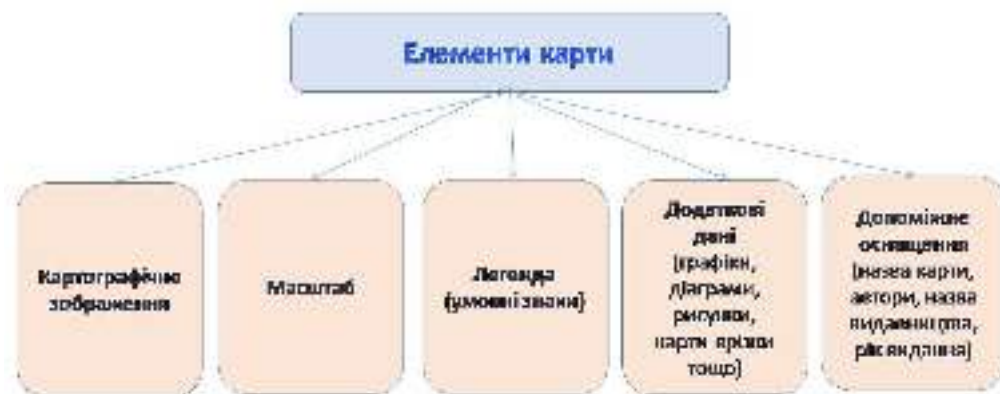 Елементи карти
Картографічне
зображення
Масштаб
Легенда
(умовні знаки)
Додаткові
дані
(графіки,
діаграми,
рисунки,
карти врізки
тощо)
Допоміжне
оснащення
(назва карти,
автори, назва
видавництва,
рік видання)